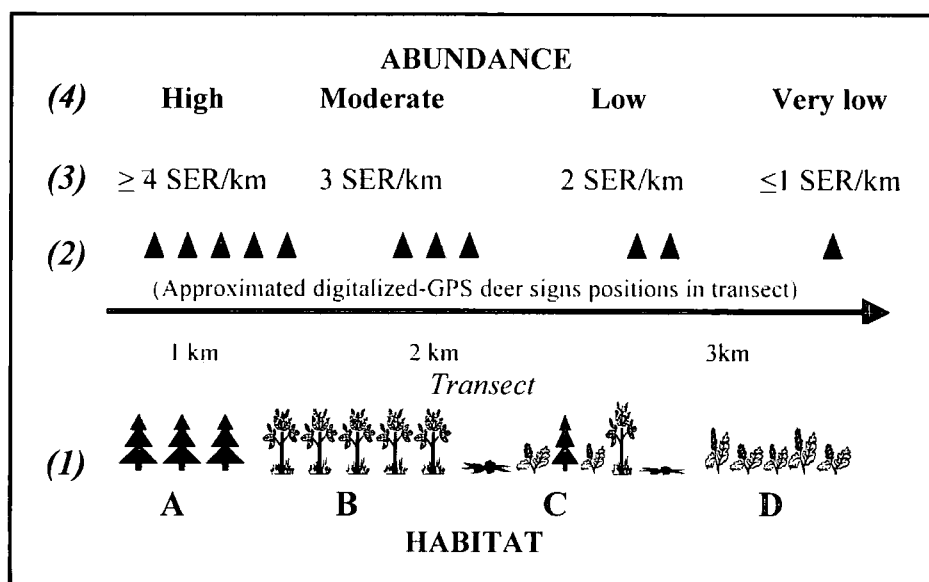 ABUNDANCE
(4) High Moderate Low Very low
(3) ≥ 4 SER/km 3 SER/km 2 SER/km ≤1 SER/km
(2)
(Approximated digitalized-GPS deer signs positions in transect)
1 km 2 km 3km
Transect
(1)
A B C D
HABITAT